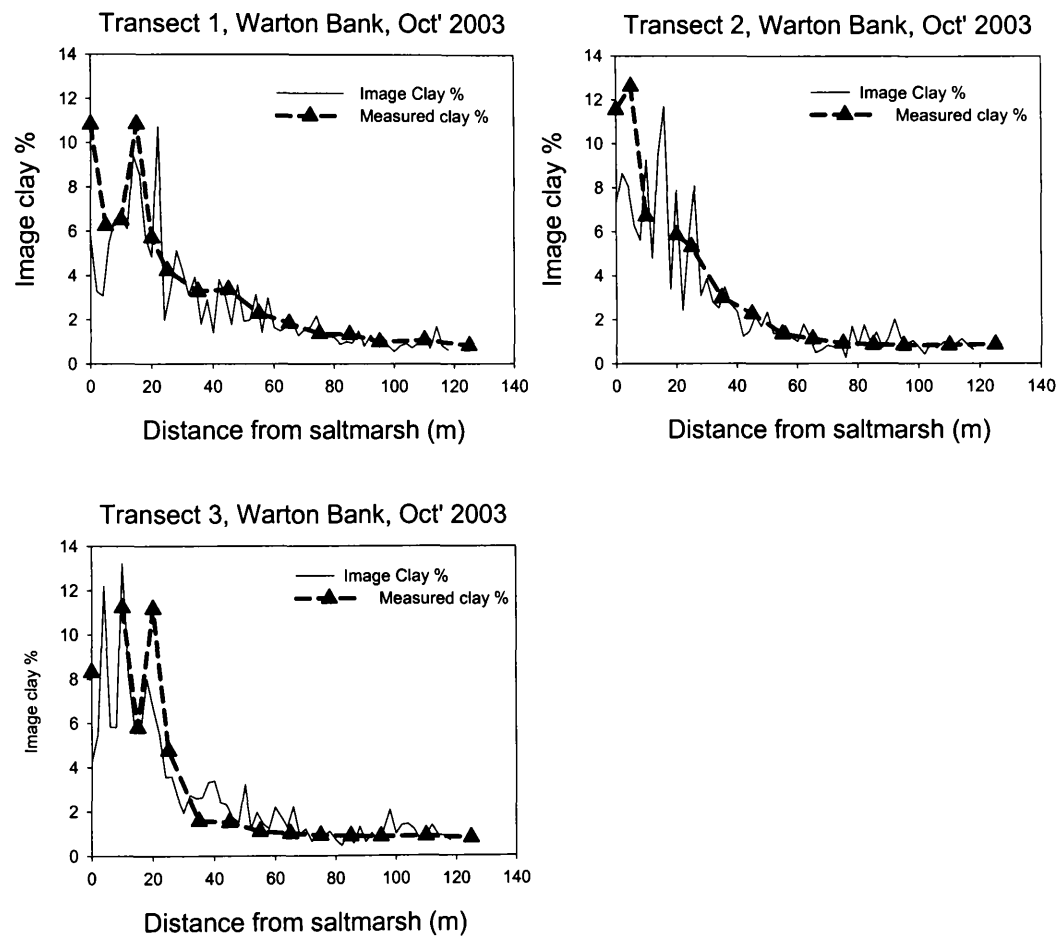 Transect 1, Warton Bank, Oct' 2003
14
12
10
8
6
4
2
0
Image clay %
Image Clay %
Measured clay %
0 20 40 60 80 100 120 140
Distance from saltmarsh (m)
Transect 2, Warton Bank, Oct' 2003
14
12
10
8
6
4
2
0
Image clay %
Image Clay %
Measured clay %
0 20 40 60 80 100 120 140
Distance from saltmarsh (m)
Transect 3, Warton Bank, Oct' 2003
14
12
10
8
6
4
2
0
Image clay %
Image Clay %
Measured clay %
0 20 40 60 80 100 120 140
Distance from saltmarsh (m)